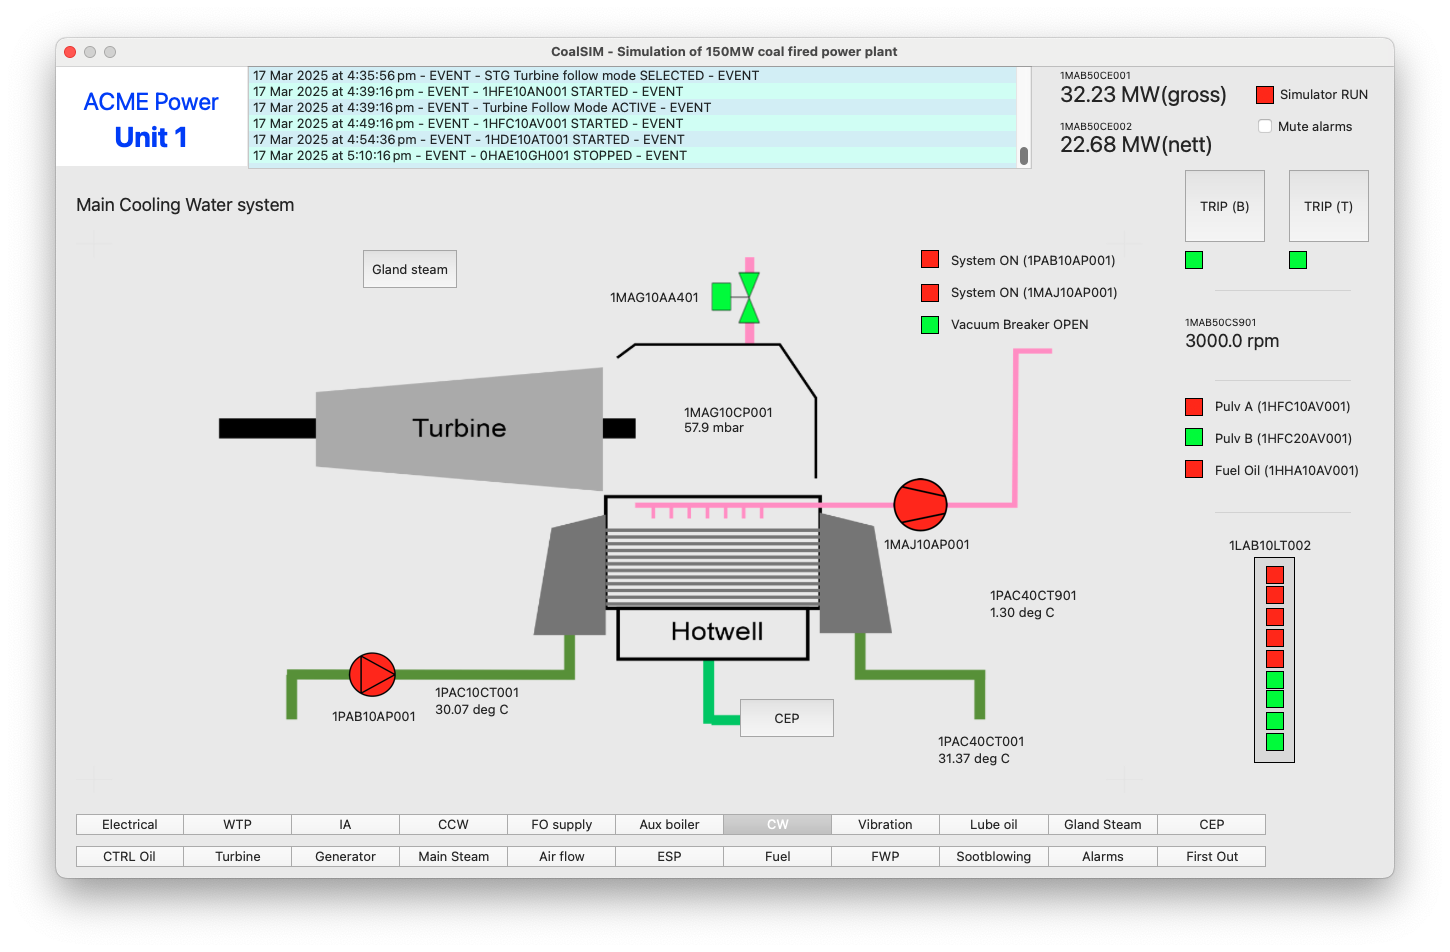 CoalSIM - Simulation of 150MW coal fired power plant
ACME Power
Unit 1
17 Mar 2025 at 4:35:56 pm - EVENT - STG Turbine follow mode SELECTED - EVENT
17 Mar 2025 at 4:39:16 pm - EVENT - 1HFE10AN001 STARTED - EVENT
17 Mar 2025 at 4:39:16 pm - EVENT - Turbine Follow Mode ACTIVE - EVENT
17 Mar 2025 at 4:49:16 pm - EVENT - 1HFC10AV001 STARTED - EVENT
17 Mar 2025 at 4:54:36 pm - EVENT - 1HDE10AT001 STARTED - EVENT
17 Mar 2025 at 5:10:16 pm - EVENT - 0HAE10GH001 STOPPED - EVENT
1MAB50CE001
32.23 MW(gross)
1MAB50CE002
22.68 MW(nett)
Simulator RUN
Mute alarms
TRIP (B)
TRIP (T)
Main Cooling Water system
Gland steam
1MAG10AA401
System ON (1PAB10AP001)
System ON (1MAJ10AP001)
Vacuum Breaker OPEN
1MAB50CS901
3000.0 rpm
Turbine
1MAG10CP001
57.9 mbar
Pulv A (1HFC10AV001)
Pulv B (1HFC20AV001)
Fuel Oil (1HHA10AV001)
1MAJ10AP001
1LAB10LT002
1PAC40CT901
1.30 deg C
Hotwell
1PAB10AP001
1PAC10CT001
30.07 deg C
CEP
1PAC40CT001
31.37 deg C
Electrical
WTP
IA
CCW
FO supply
Aux boiler
CW
Vibration
Lube oil
Gland Steam
CEP
CTRL Oil
Turbine
Generator
Main Steam
Air flow
ESP
Fuel
FWP
Sootblowing
Alarms
First Out